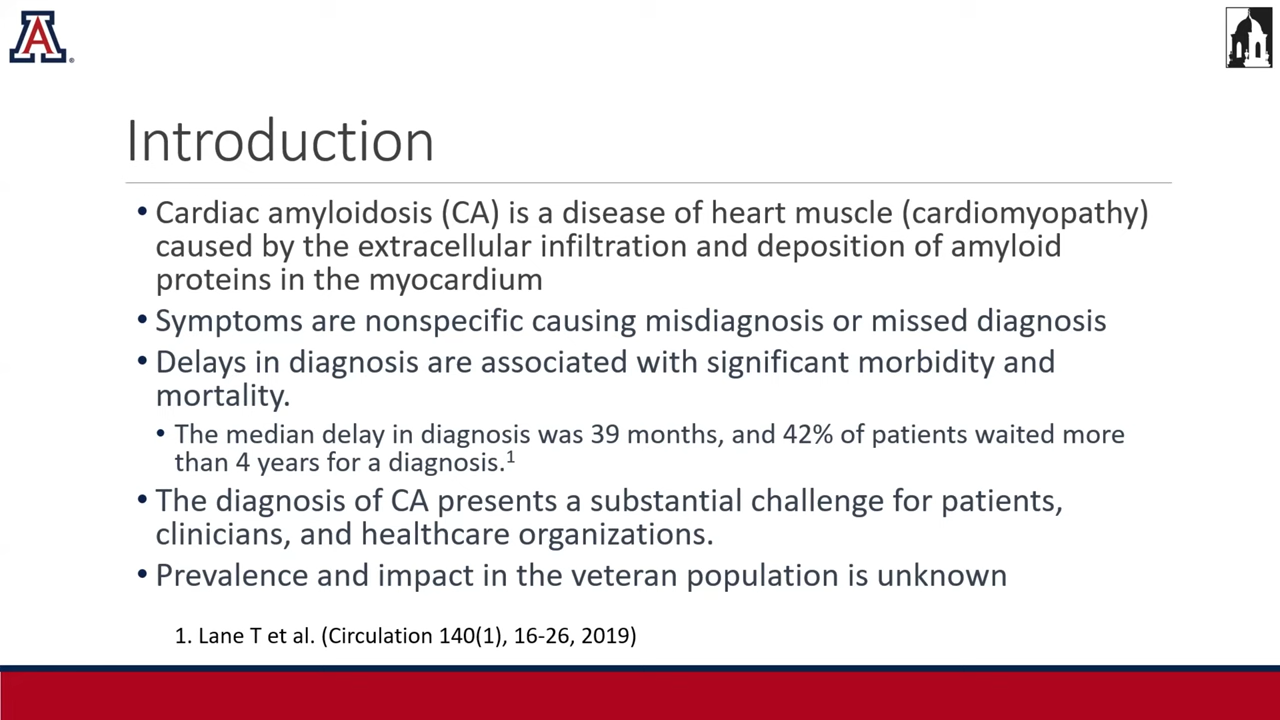 A
Introduction
• Cardiac amyloidosis (CA) is a disease of heart muscle (cardiomyopathy)
caused by the extracellular infiltration and deposition of amyloid
proteins in the myocardium
• Symptoms are nonspecific causing misdiagnosis or missed diagnosis
• Delays in diagnosis are associated with significant morbidity and
mortality.
• The median delay in diagnosis was 39 months, and 42% of patients waited more
than 4 years for a diagnosis.¹
• The diagnosis of CA presents a substantial challenge for patients,
clinicians, and healthcare organizations.
• Prevalence and impact in the veteran population is unknown
1. Lane T et al. (Circulation 140(1), 16-26, 2019)